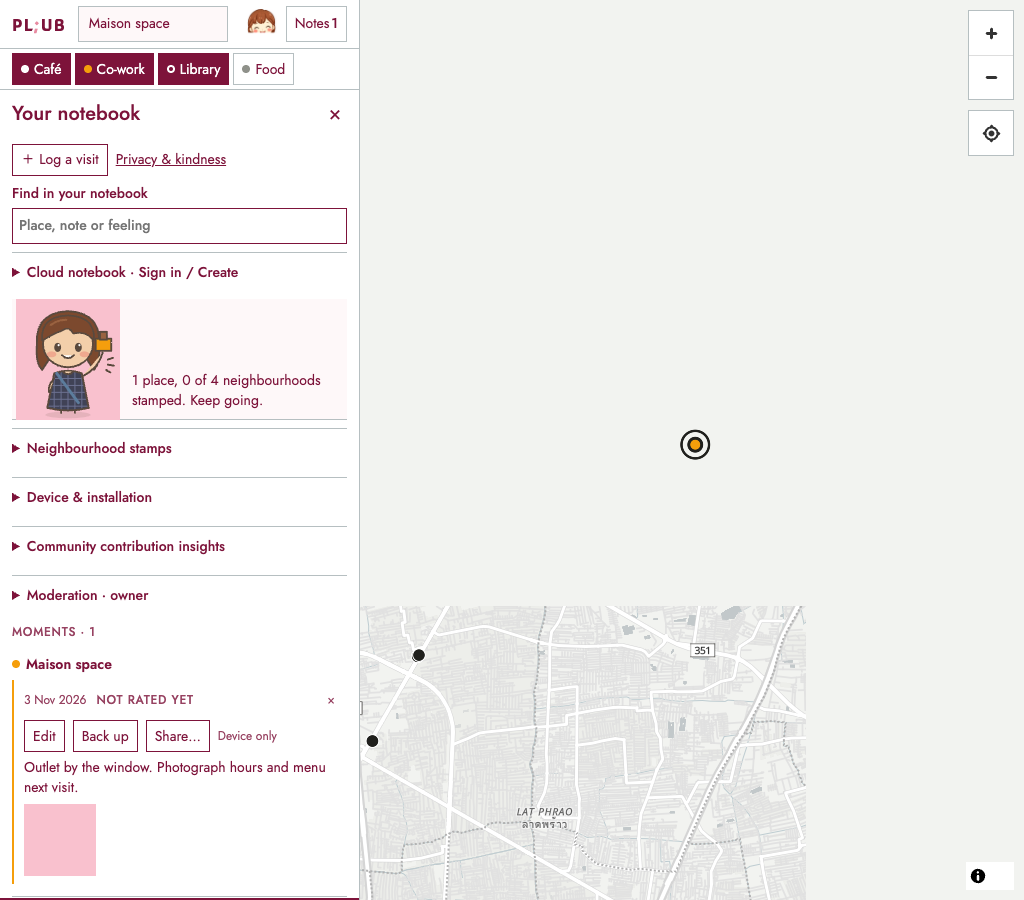 PL;UB
Maison space
Notes 1
Café
Co-work
Library
Food
Your notebook
×
+ Log a visit
Privacy & kindness
Find in your notebook
Place, note or feeling
Cloud notebook · Sign in / Create
1 place, 0 of 4 neighbourhoods
stamped. Keep going.
Neighbourhood stamps
Device & installation
Community contribution insights
Moderation · owner
MOMENTS · 1
Maison space
3 Nov 2026 NOT RATED YET ×
Edit
Back up
Share…
Device only
Outlet by the window. Photograph hours and menu
next visit.
+
−
351
LAT PHRAO
ลาดพร้าว